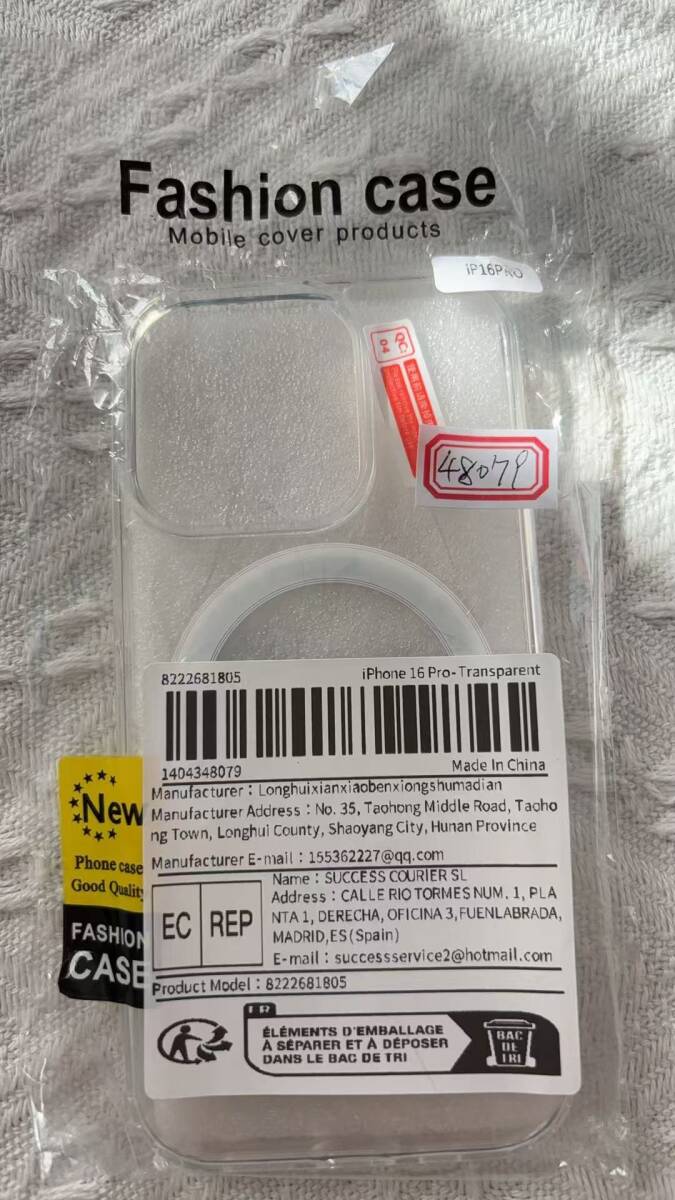 Fashion case
Mobile cover products
iP16PRO
QC:
04
48079
8222681805
iPhone 16 Pro-Transparent
1404348079
Made In China
Manufacturer : Longhuixianxiaobenxiongshumadian
Manufacturer Address : No. 35, Taohong Middle Road, Taoho
ng Town, Longhui County, Shaoyang City, Hunan Province
Manufacturer E-mail : 155362227@qq.com
EC REP
Name : SUCCESS COURIER SL
Address : CALLE RIO TORMES NUM. 1, PLA
NTA 1, DERECHA, OFICINA 3, FUENLABRADA,
MADRID, ES (Spain)
E-mail : successservice2@hotmail.com
Product Model : 8222681805
FR
ÉLÉMENTS D'EMBALLAGE
À SÉPARER ET À DÉPOSER
DANS LE BAC DE TRI
BAC
DE
TRI
New
Phone case
Good Quality
FASHION
CASE